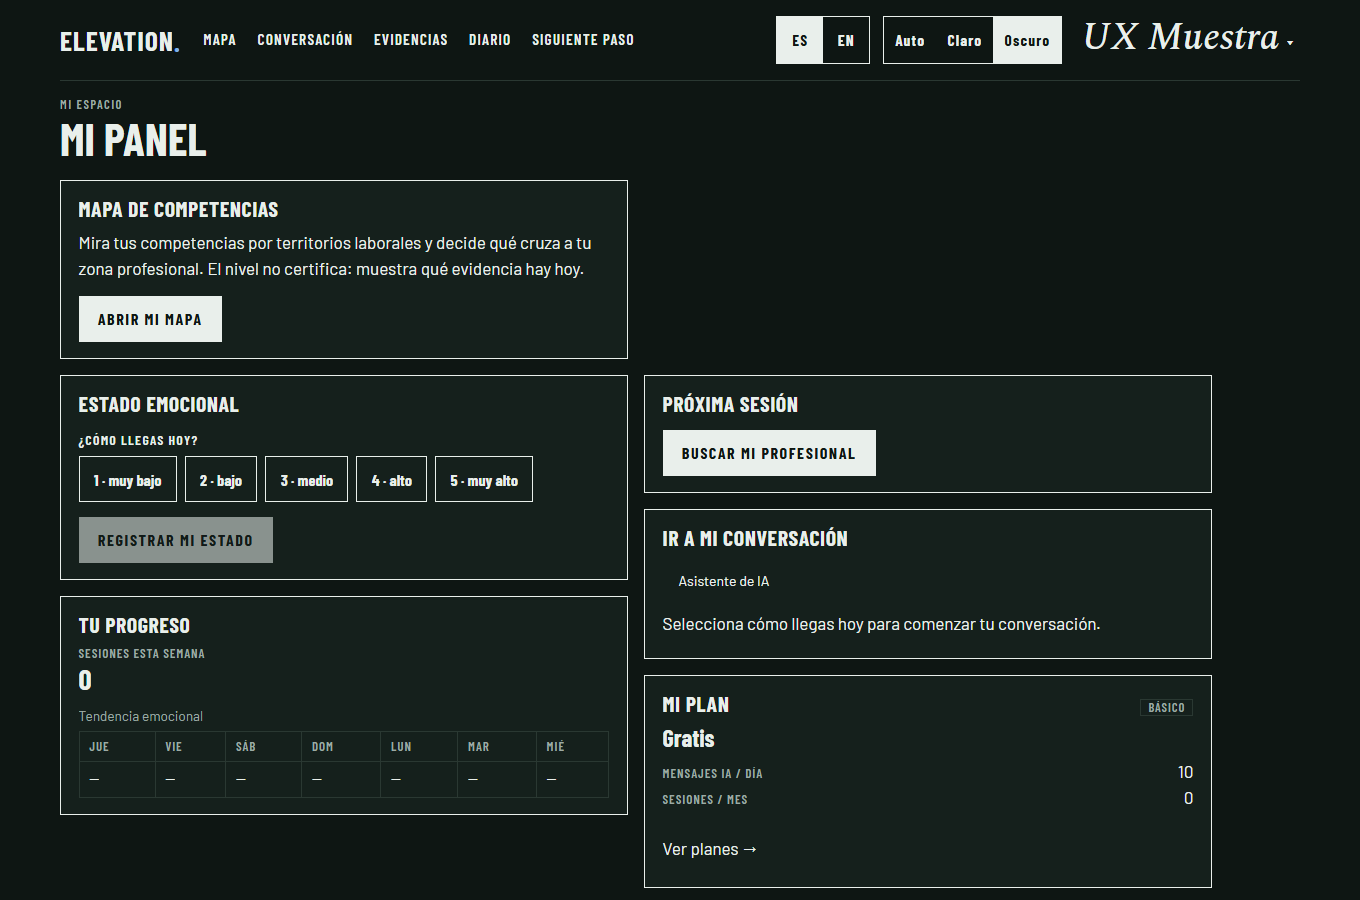 ELEVATION. MAPA CONVERSACIÓN EVIDENCIAS DIARIO SIGUIENTE PASO ES EN Auto Claro Oscuro UX Muestra
MI ESPACIO
MI PANEL
MAPA DE COMPETENCIAS
Mira tus competencias por territorios laborales y decide qué cruza a tu
zona profesional. El nivel no certifica: muestra qué evidencia hay hoy.
ABRIR MI MAPA
ESTADO EMOCIONAL
¿CÓMO LLEGAS HOY?
1 · muy bajo 2 · bajo 3 · medio 4 · alto 5 · muy alto
REGISTRAR MI ESTADO
TU PROGRESO
SESIONES ESTA SEMANA
0
Tendencia emocional
JUE VIE SÁB DOM LUN MAR MIÉ
— — — — — — —
PRÓXIMA SESIÓN
BUSCAR MI PROFESIONAL
IR A MI CONVERSACIÓN
Asistente de IA
Selecciona cómo llegas hoy para comenzar tu conversación.
MI PLAN BÁSICO
Gratis
MENSAJES IA / DÍA 10
SESIONES / MES 0
Ver planes →